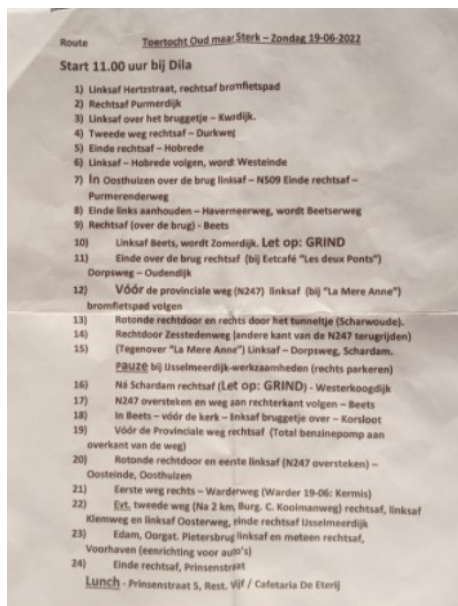 Route Toertocht Oud maar Sterk – Zondag 19-06-2022
Start 11.00 uur bij Dila
1) Linksaf Hertzstraat, rechtsaf bromfietspad
2) Rechtsaf Purmerdijk
3) Linksaf over het bruggetje – Kwadijk.
4) Tweede weg rechtsaf – Durkweg
5) Einde rechtsaf – Hobrede
6) Linksaf – Hobrede volgen, wordt Westeinde
7) In Oosthuizen over de brug linksaf – N509 Einde rechtsaf –
Purmerenderweg
8) Einde links aanhouden – Havermeerweg, wordt Beetserweg
9) Rechtsaf (over de brug) - Beets
10) Linksaf Beets, wordt Zomerdijk. Let op: GRIND
11) Einde over de brug rechtsaf (bij Eetcafé "Les deux Ponts")
Dorpsweg – Oudendijk
12) Vóór de provinciale weg (N247) linksaf (bij "La Mere Anne")
bromfietspad volgen
13) Rotonde rechtdoor en rechts door het tunneltje (Scharwoude).
14) Rechtdoor Zesstedenweg (andere kant van de N247 terugrijden)
15) (Tegenover "La Mere Anne") Linksaf – Dorpsweg, Schardam.
pauze bij IJsselmeerdijk-werkzaamheden (rechts parkeren)
16) Ná Schardam rechtsaf (Let op: GRIND) - Westerkoogdijk
17) N247 oversteken en weg aan rechterkant volgen – Beets
18) In Beets – vóór de kerk – linksaf bruggetje over – Korsloot
19) Vóór de Provinciale weg rechtsaf (Total benzinepomp aan
overkant van de weg)
20) Rotonde rechtdoor en eerste linksaf (N247 oversteken) –
Oosteinde, Oosthuizen
21) Eerste weg rechts – Warderweg (Warder 19-06: Kermis)
22) Evt. tweede weg (Na 2 km, Burg. C. Kooimanweg) rechtsaf, linksaf
Klemweg en linksaf Oosterweg, einde rechtsaf IJsselmeerdijk
23) Edam, Oorgat. Pietersbrug linksaf en meteen rechtsaf,
Voorhaven (eenrichting voor auto's)
24) Einde rechtsaf, Prinsenstraat
Lunch - Prinsenstraat 5, Rest. Vijf / Cafetaria De Eterij